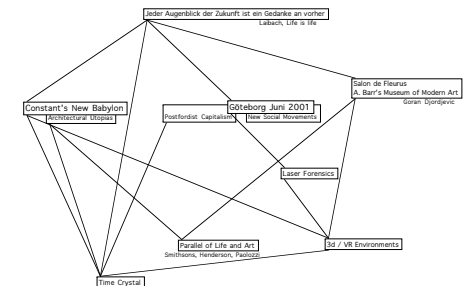 Jeder Augenblick der Zukunft ist ein Gedanke an vorher
Laibach, Life is life
Salon de Fleurus
A. Barr's Museum of Modern Art
Goran Djordjevic
Constant's New Babylon
Architectural Utopias
Göteborg Juni 2001
Postfordist Capitalism
New Social Movements
Laser Forensics
Parallel of Life and Art
Smithsons, Henderson, Paolozzi
3d / VR Environments
Time Crystal